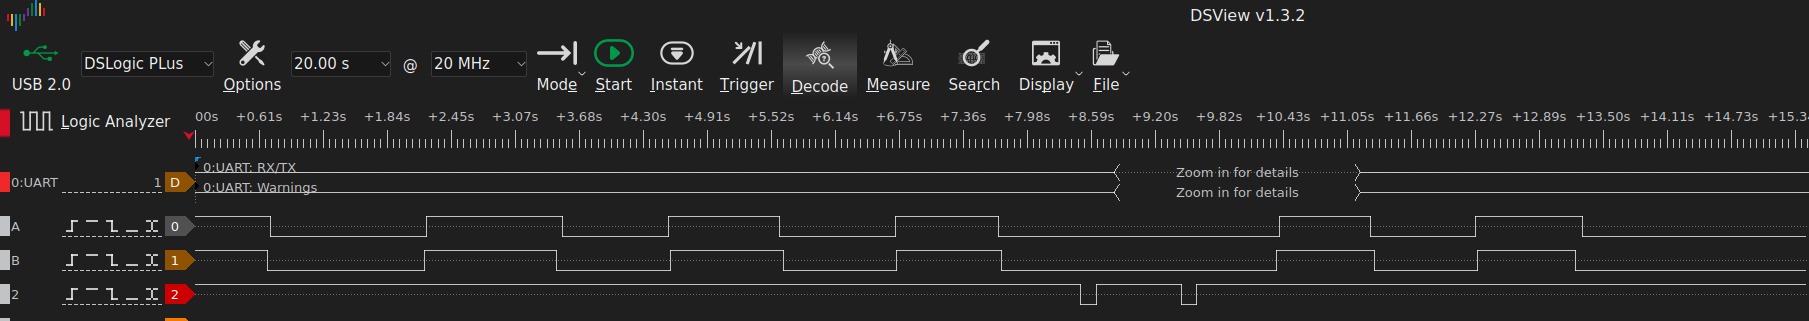 DSView v1.3.2
USB 2.0 DSLogic PLus Options 20.00 s @ 20 MHz Mode Start Instant Trigger Decode Measure Search Display File
Logic Analyzer 00s +0.61s +1.23s +1.84s +2.45s +3.07s +3.68s +4.30s +4.91s +5.52s +6.14s +6.75s +7.36s +7.98s +8.59s +9.20s +9.82s +10.43s +11.05s +11.66s +12.27s +12.89s +13.50s +14.11s +14.73s +15.34
0:UART: RX/TX Zoom in for details
0:UART 1 D
0:UART: Warnings Zoom in for details
A 0
B 1
2 2